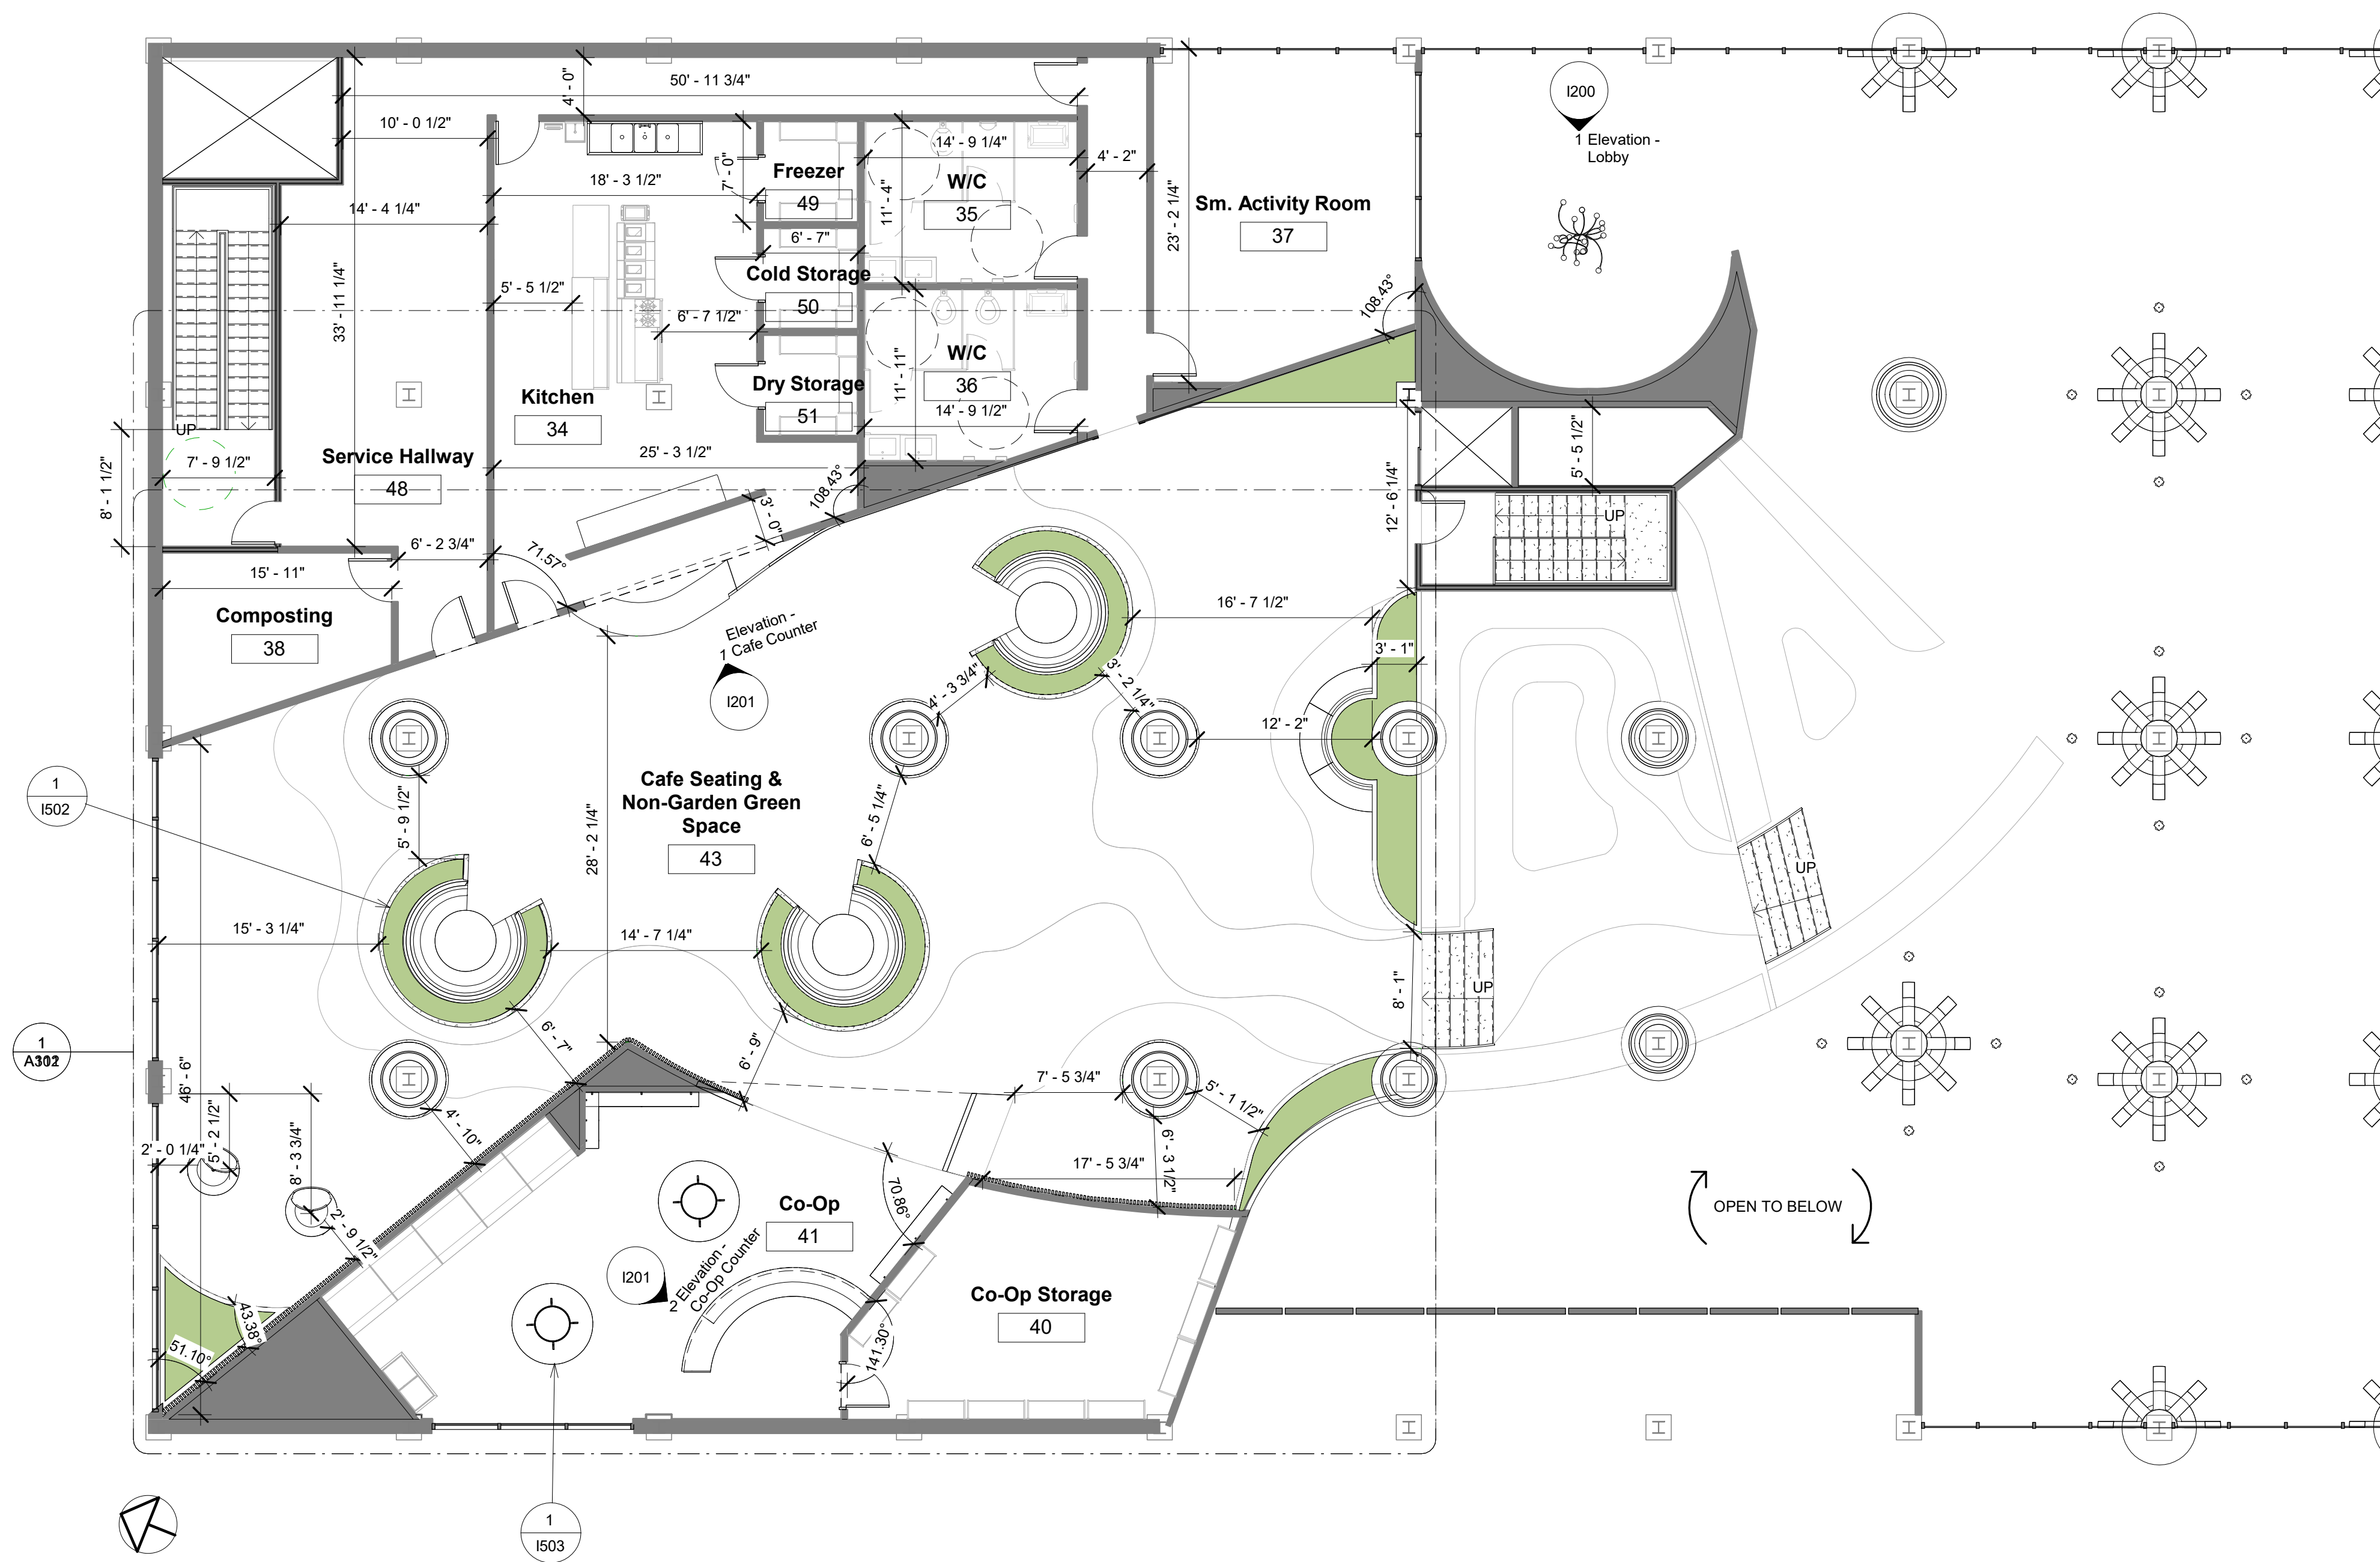 50' - 11 3/4"
4' - 0"
I200
1 Elevation -
Lobby
10' - 0 1/2"
14' - 9 1/4"
4' - 2"
7' - 0"
Freezer
49
18' - 3 1/2"
W/C
35
11' - 4"
14' - 4 1/4"
Sm. Activity Room
37
23' - 2 1/4"
6' - 7"
Cold Storage
50
33' - 11 1/4"
5' - 5 1/2"
6' - 7 1/2"
108.43°
W/C
36
11' - 11"
Dry Storage
51
14' - 9 1/2"
Kitchen
34
UP
Service Hallway
48
7' - 9 1/2"
8' - 1 1/2"
25' - 3 1/2"
108.43°
3' - 0"
5' - 5 1/2"
12' - 6 1/4"
UP
6' - 2 3/4"
71.57°
15' - 11"
Composting
38
Elevation -
1 Cafe Counter
I201
16' - 7 1/2"
3' - 1"
4' - 3 3/4"
3' - 2 1/4"
12' - 2"
Cafe Seating &
Non-Garden Green
Space
43
1
I502
5' - 9 1/2"
28' - 2 1/4"
6' - 5 1/4"
UP
15' - 3 1/4"
14' - 7 1/4"
8' - 1"
UP
6' - 7"
6' - 9"
1
46' - 6"
7' - 5 3/4"
5' - 1 1/2"
4' - 10"
5' - 2 1/2"
2' - 0 1/4"
8' - 3 3/4"
6' - 3 1/2"
17' - 5 3/4"
70.86°
2' - 9 1/2"
Co-Op
41
OPEN TO BELOW
I201
2 Elevation -
Co-Op Counter
Co-Op Storage
40
43.38°
51.10°
141.30°
1
I503